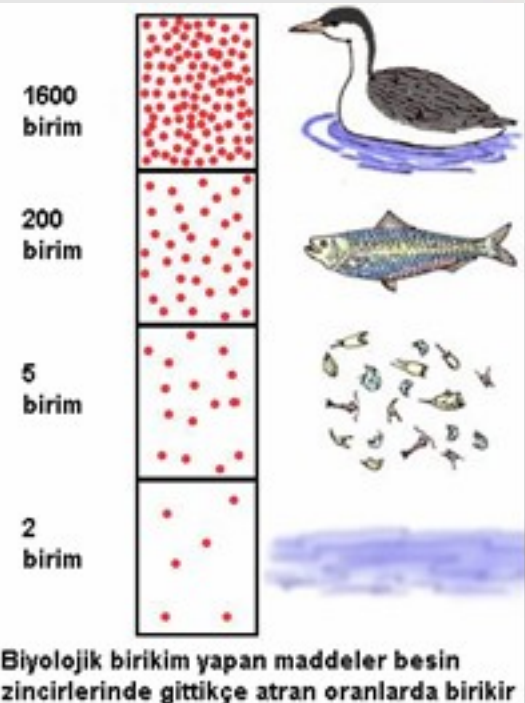 1600
birim
200
birim
5
birim
2
birim
Biyolojik birikim yapan maddeler besin
zincirlerinde gittikçe atran oranlarda birikir